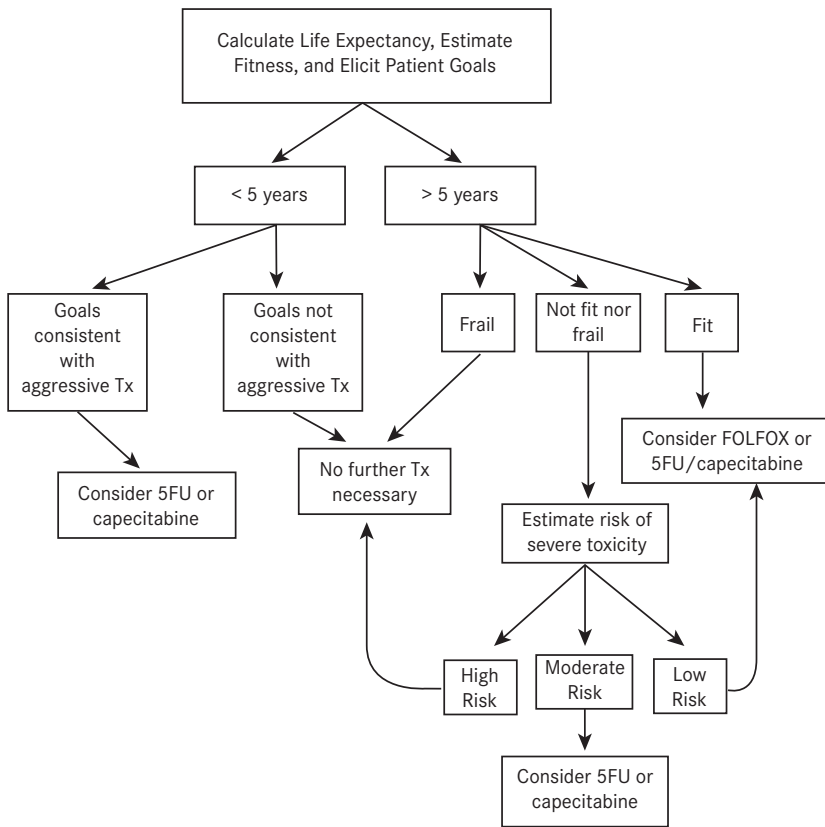 Calculate Life Expectancy, Estimate
Fitness, and Elicit Patient Goals
< 5 years
> 5 years
Goals
consistent
with
aggressive Tx
Goals not
consistent
with
aggressive Tx
Frail
Not fit nor
frail
Fit
Consider FOLFOX or
5FU/capecitabine
No further Tx
necessary
Consider 5FU or
capecitabine
Estimate risk of
severe toxicity
High
Risk
Moderate
Risk
Low
Risk
Consider 5FU or
capecitabine